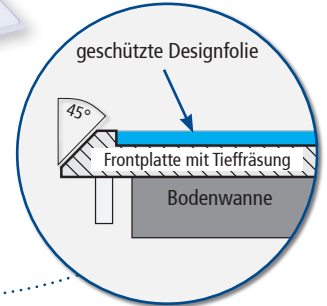 geschützte Designfolie
45°
Frontplatte mit Tieffräsung
Bodenwanne